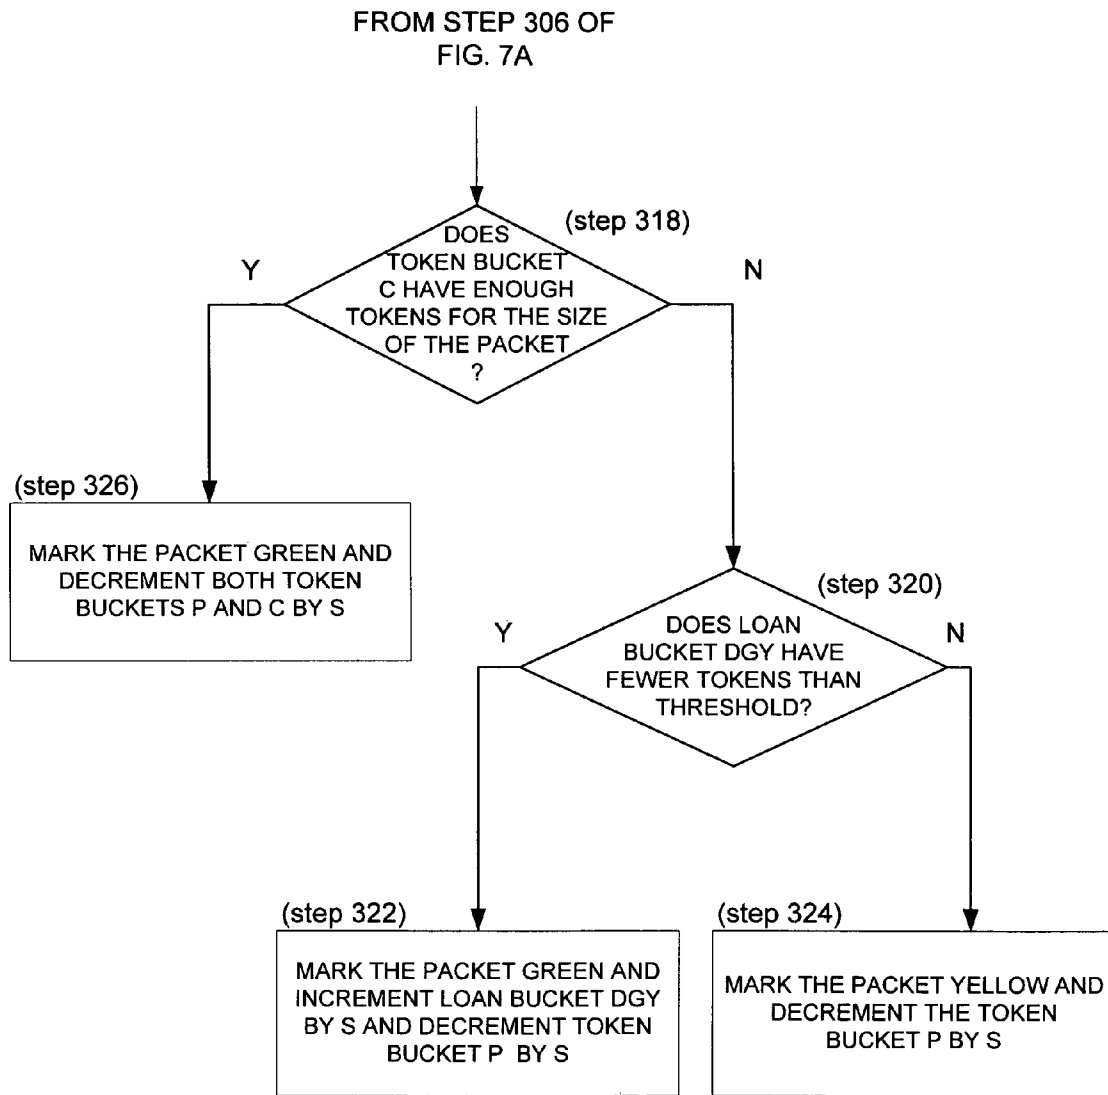 FROM STEP 306 OF
FIG. 7A
(step 318)
DOES
TOKEN BUCKET
C HAVE ENOUGH
TOKENS FOR THE SIZE
OF THE PACKET
?
Y
N
(step 326)
MARK THE PACKET GREEN AND
DECREMENT BOTH TOKEN
BUCKETS P AND C BY S
(step 320)
DOES LOAN
BUCKET DGY HAVE
FEWER TOKENS THAN
THRESHOLD?
Y
N
(step 322)
MARK THE PACKET GREEN AND
INCREMENT LOAN BUCKET DGY
BY S AND DECREMENT TOKEN
BUCKET P BY S
(step 324)
MARK THE PACKET YELLOW AND
DECREMENT THE TOKEN
BUCKET P BY S